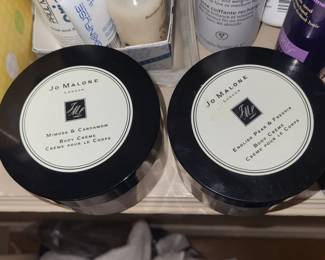 JO MALONE
LONDON
MIMOSA & CARDAMOM
BODY CRÈME
CRÈME POUR LE CORPS
JO MALONE
LONDON
ENGLISH PEAR & FREESIA
BODY CRÈME
CRÈME POUR LE CORPS